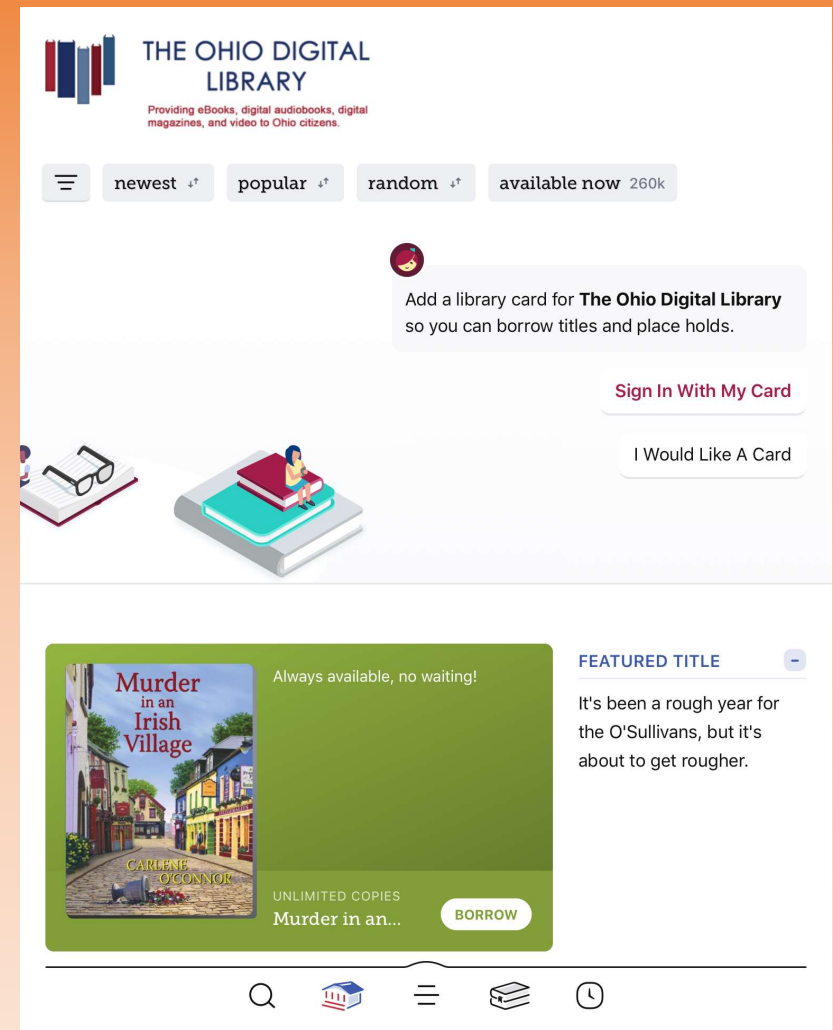 THE OHIO DIGITAL
LIBRARY
Providing eBooks, digital audiobooks, digital
magazines, and video to Ohio citizens.
newest
popular
random
available now 260k
Add a library card for The Ohio Digital Library
so you can borrow titles and place holds.
Sign In With My Card
I Would Like A Card
Murder
in an
Irish
Village
CARLENE
O'CONNOR
Always available, no waiting!
UNLIMITED COPIES
Murder in an...
BORROW
FEATURED TITLE
It's been a rough year for
the O'Sullivans, but it's
about to get rougher.